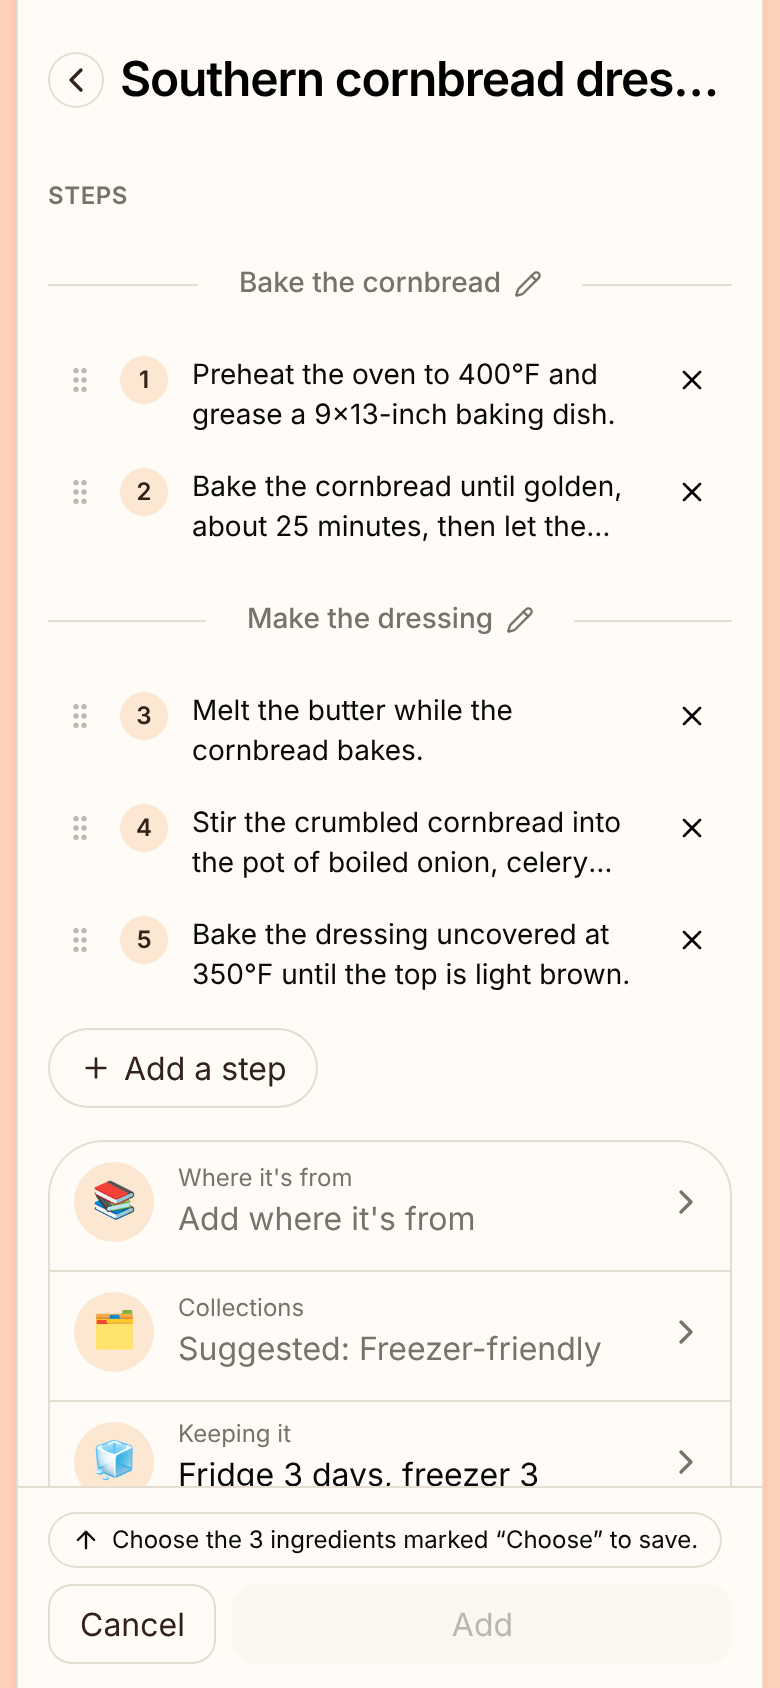 Southern cornbread dres...
STEPS
Bake the cornbread
1 Preheat the oven to 400°F and
grease a 9×13-inch baking dish.
2 Bake the cornbread until golden,
about 25 minutes, then let the...
Make the dressing
3 Melt the butter while the
cornbread bakes.
4 Stir the crumbled cornbread into
the pot of boiled onion, celery...
5 Bake the dressing uncovered at
350°F until the top is light brown.
+ Add a step
Where it's from
Add where it's from
Collections
Suggested: Freezer-friendly
Keeping it
Fridge 3 days, freezer 3
↑ Choose the 3 ingredients marked “Choose” to save.
Cancel
Add